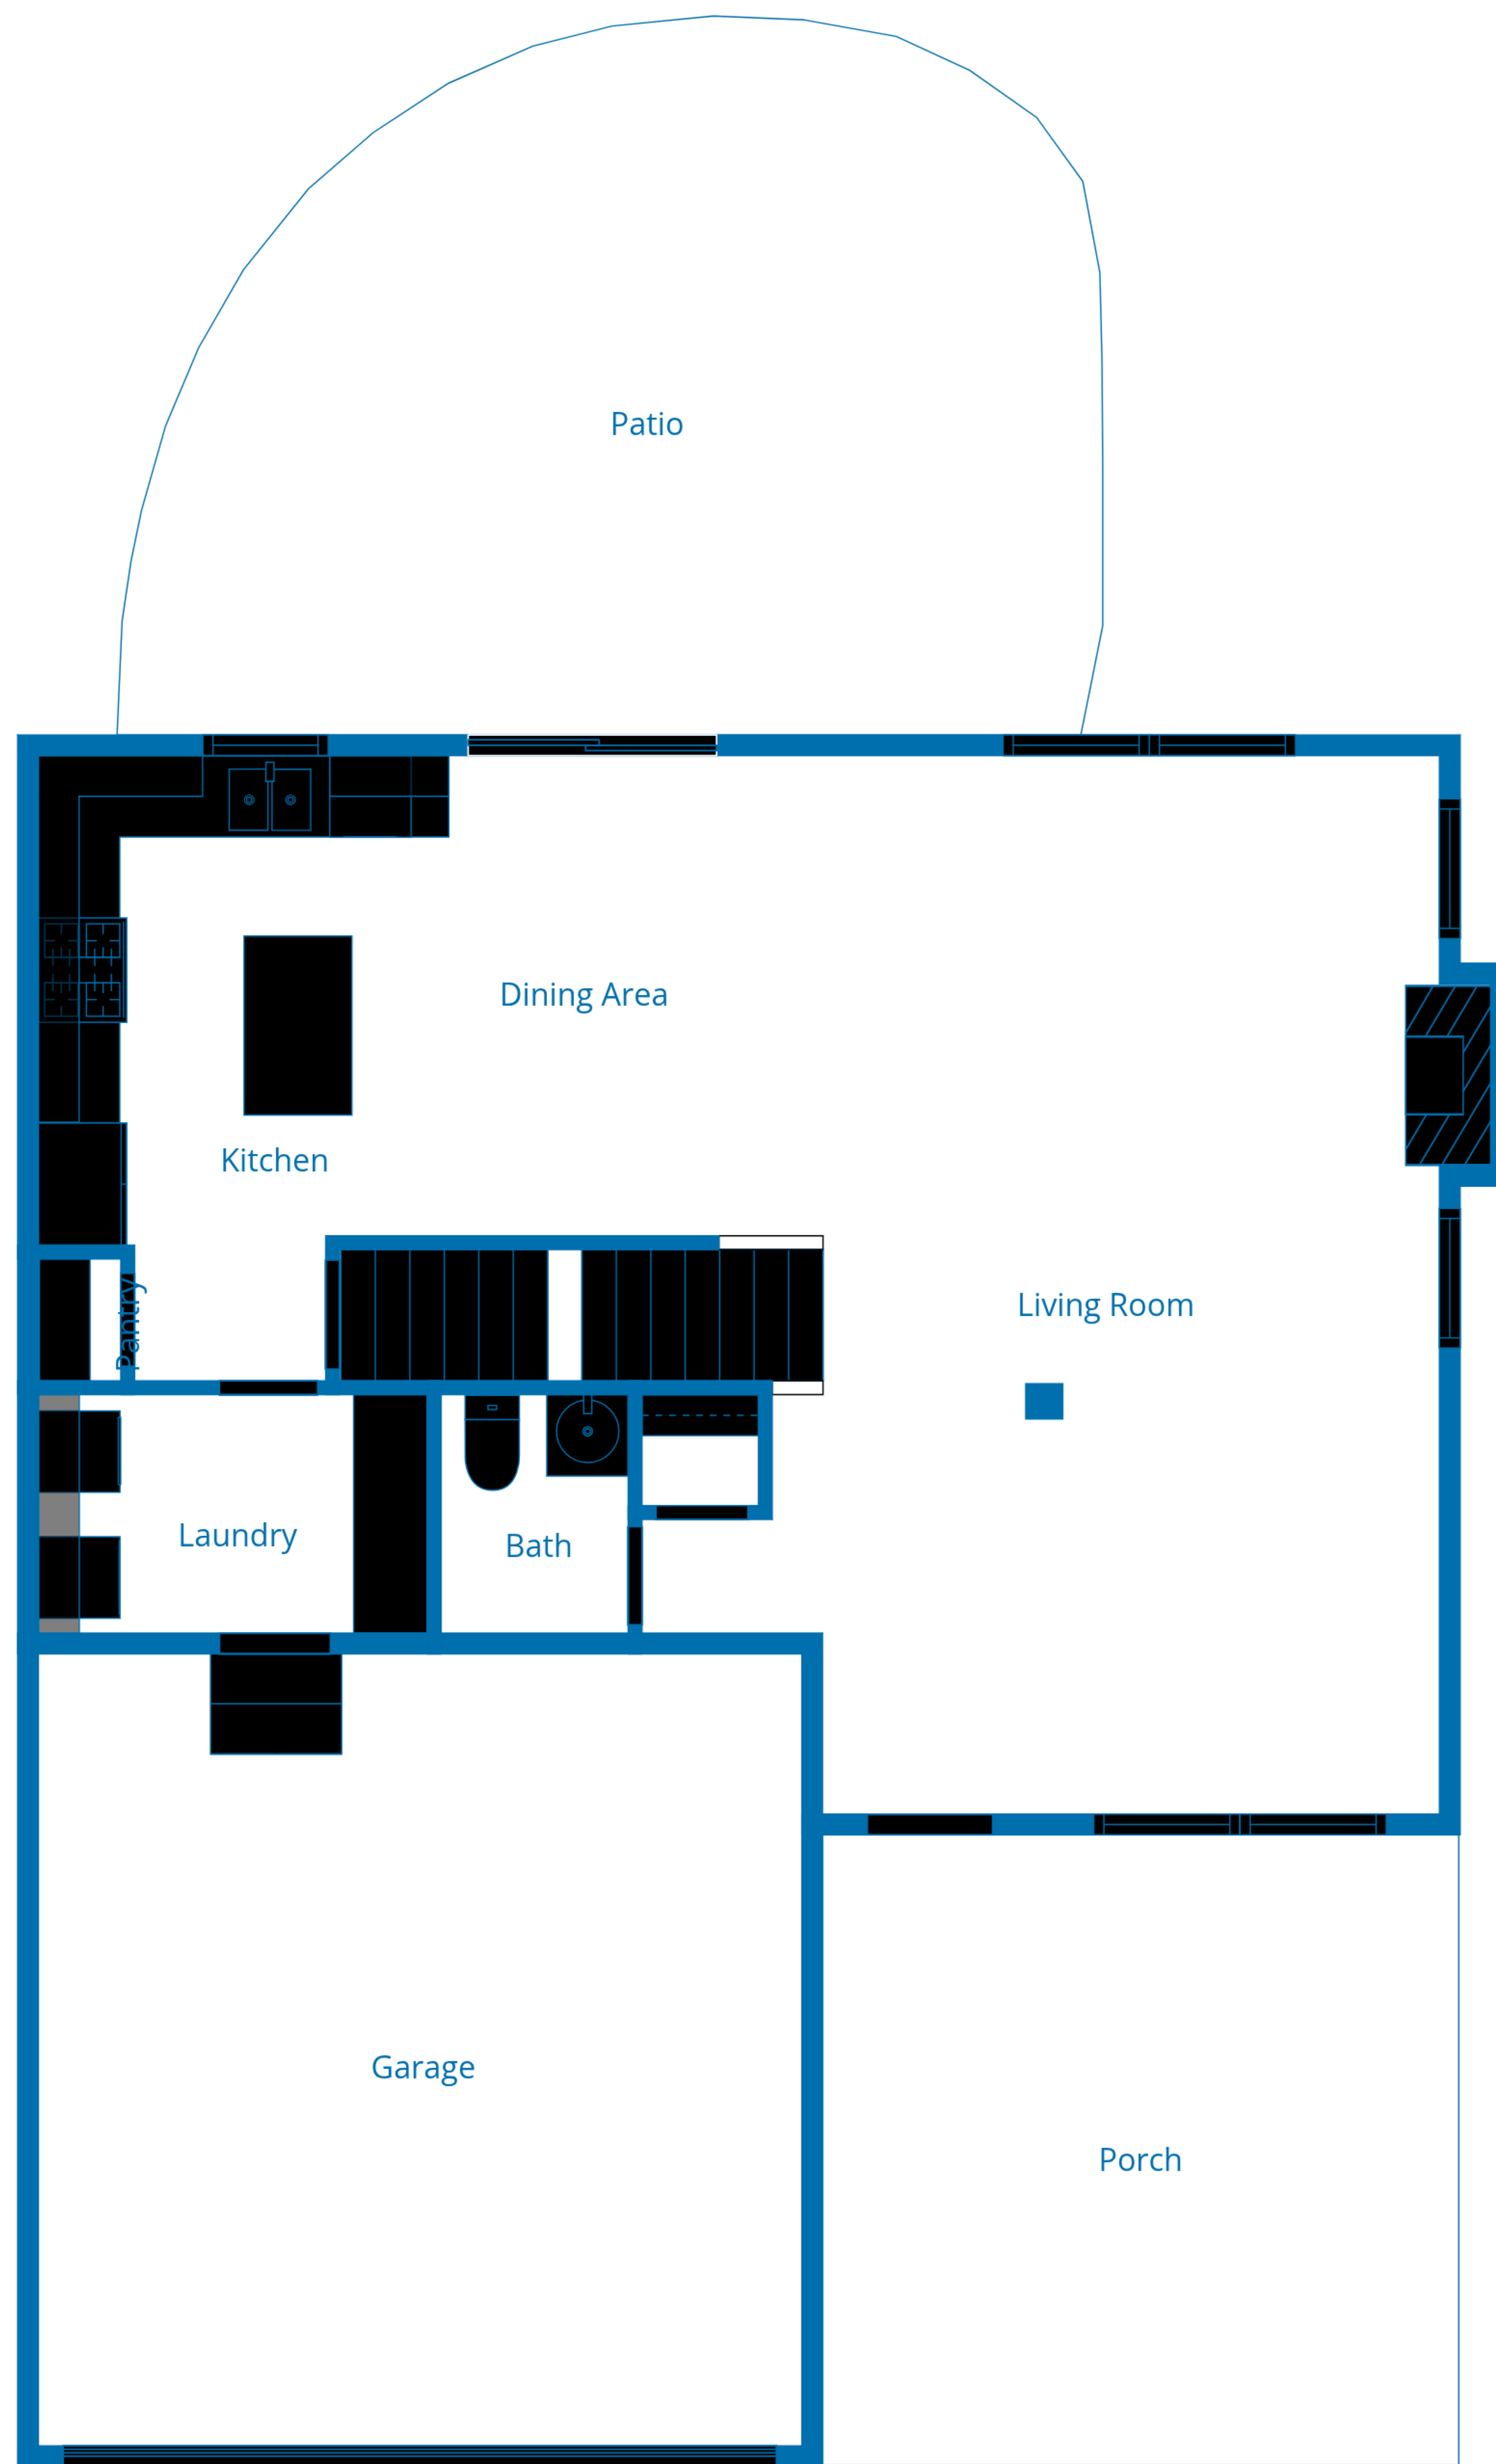 Patio
Dining Area
Kitchen
Living Room
Pantry
Laundry
Bath
Garage
Porch